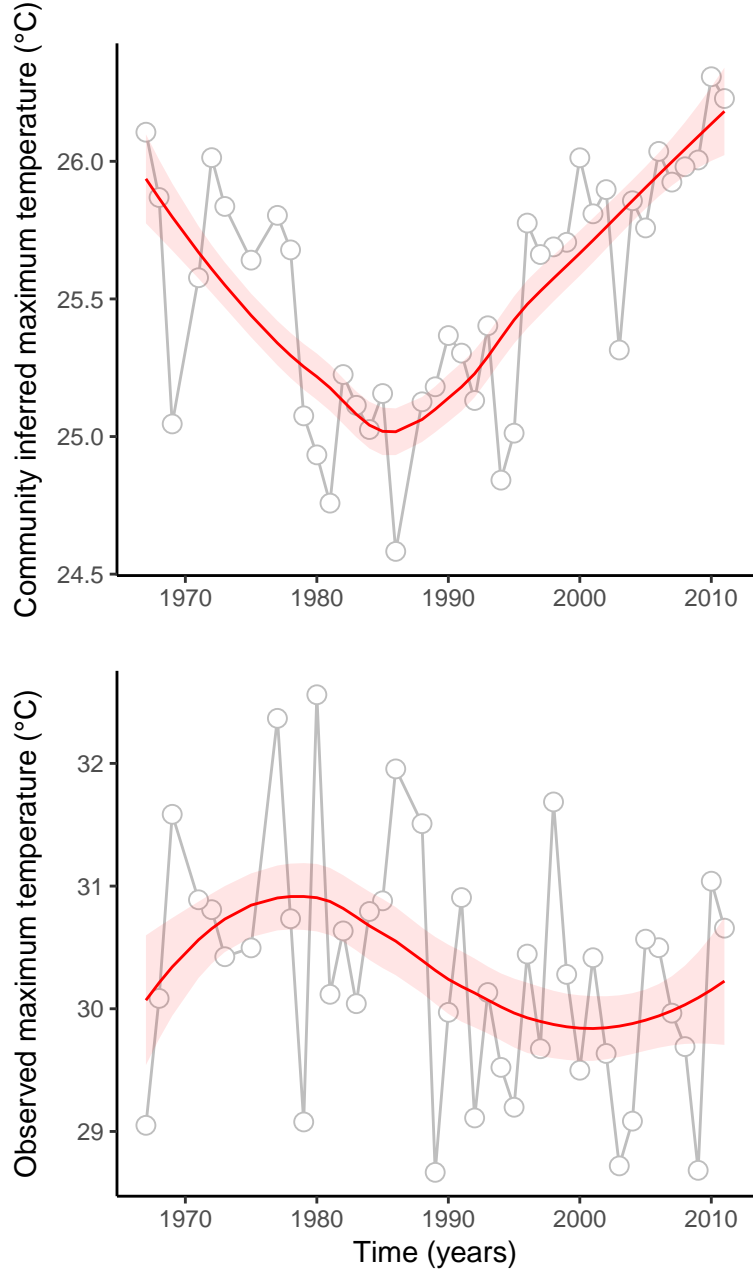 Community inferred maximum temperature (°C)
26.0
25.5
25.0
24.5
1970 1980 1990 2000 2010
Observed maximum temperature (°C)
32
31
30
29
1970 1980 1990 2000 2010
Time (years)